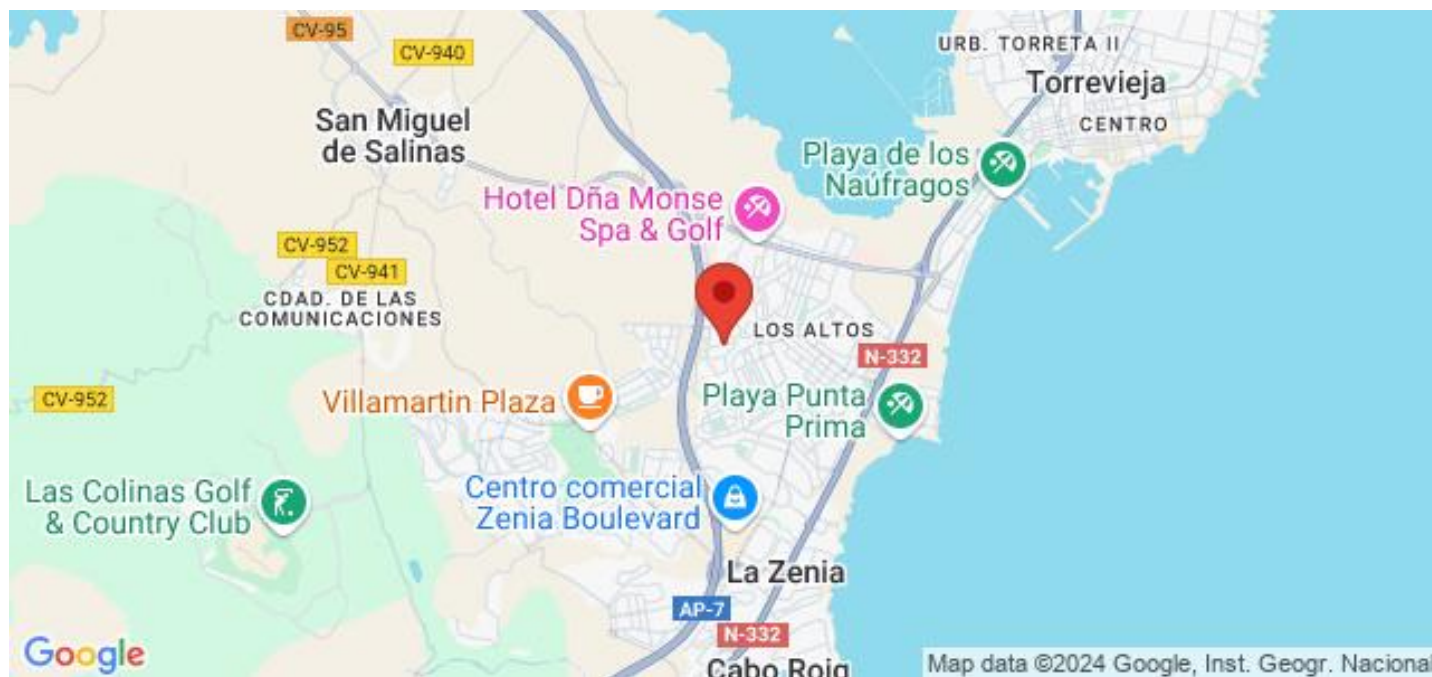 CV-95
CV-940
URB. TORRETA II
Torrevieja
CENTRO
San Miguel
de Salinas
Playa de los
Naúfragos
Hotel Dña Monse
Spa & Golf
CV-952
CV-941
CDAD. DE LAS
COMUNICACIONES
LOS ALTOS
N-332
CV-952
Villamartin Plaza
Playa Punta
Prima
Las Colinas Golf
& Country Club
Centro comercial
Zenia Boulevard
La Zenia
AP-7
N-332
Cabo Roig
Google
Map data ©2024 Google, Inst. Geogr. Nacional